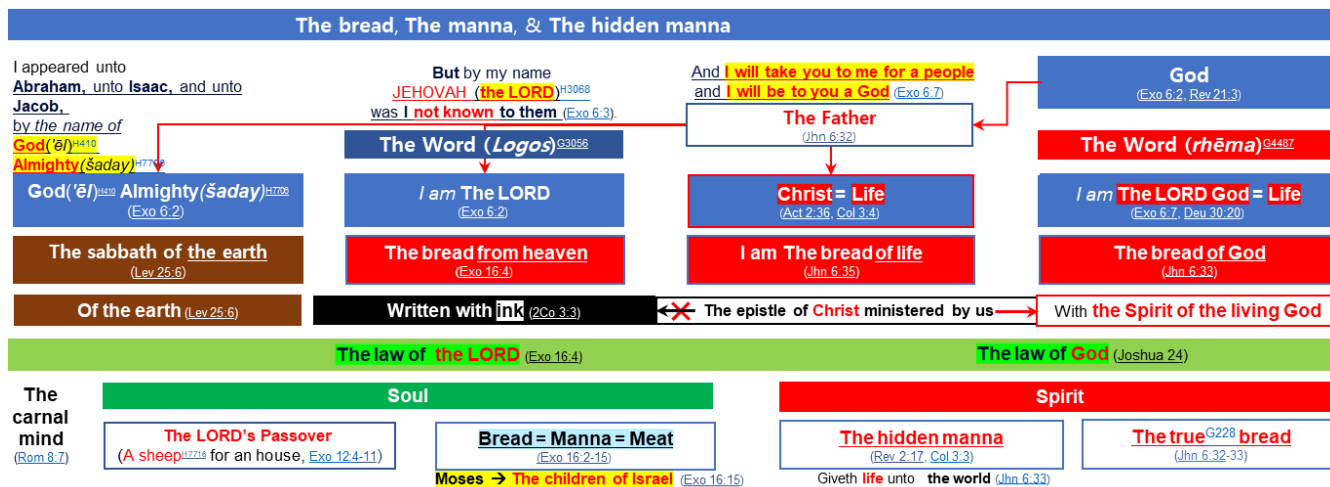 The bread, The manna, & The hidden manna
I appeared unto
Abraham, unto Isaac, and unto
Jacob,
by the name of
God('ēl)H410
Almighty(šaday)H7706
But by my name
JEHOVAH (the LORD)H3068
was I not known to them (Exo 6:3).
And I will take you to me for a people
and I will be to you a God (Exo 6:7)
God
(Exo 6:2, Rev 21:3)
The Father
(Jhn 6:32)
The Word (Logos)G3056
The Word (rhēma)G4487
God('ēl)H410 Almighty(šaday)H7706
(Exo 6:2)
I am The LORD
(Exo 6:2)
Christ = Life
(Act 2:36, Col 3:4)
I am The LORD God = Life
(Exo 6:7, Deu 30:20)
The sabbath of the earth
(Lev 25:6)
The bread from heaven
(Exo 16:4)
I am The bread of life
(Jhn 6:35)
The bread of God
(Jhn 6:33)
Of the earth (Lev 25:6)
Written with ink (2Co 3:3)
The epistle of Christ ministered by us
With the Spirit of the living God
The law of the LORD (Exo 16:4)
The law of God (Joshua 24)
The
carnal
mind
(Rom 8:7)
Soul
Spirit
The LORD's Passover
(A sheepH7716 for an house, Exo 12:4-11)
Bread = Manna = Meat
(Exo 16:2-15)
Moses → The children of Israel (Exo 16:15)
The hidden manna
(Rev 2:17, Col 3:3)
Giveth life unto the world (Jhn 6:33)
The trueG228 bread
(Jhn 6:32-33)